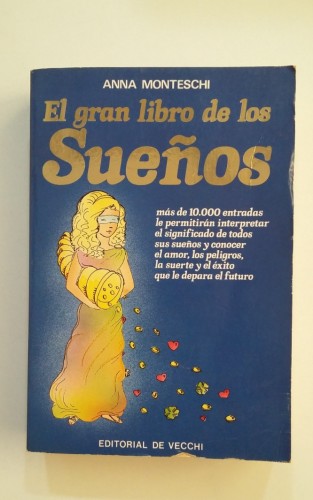 ANNA MONTESCHI
El gran libro de los
Sueños
más de 10.000 entradas
le permitirán interpretar
el significado de todos
sus sueños y conocer
el amor, los peligros,
la suerte y el éxito
que le depara el futuro
EDITORIAL DE VECCHI